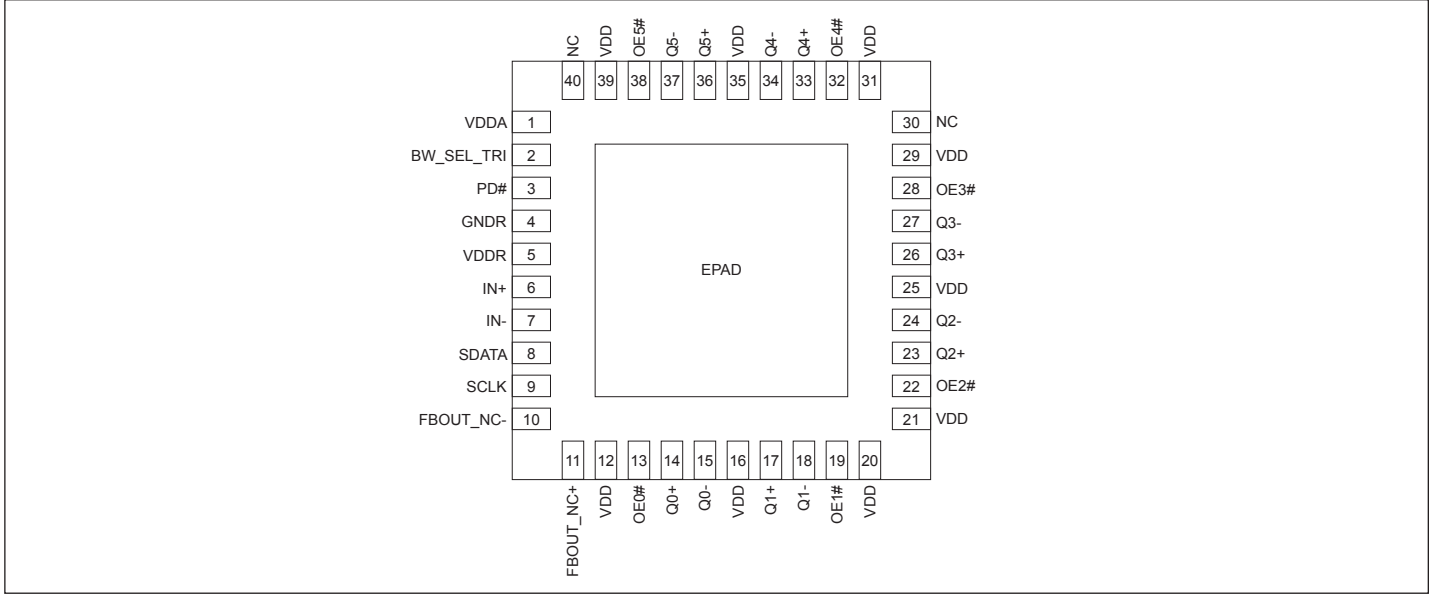 NC VDD OE5# Q5- Q5+ VDD Q4- Q4+ OE4# VDD
40 39 38 37 36 35 34 33 32 31
VDDA 1
BW_SEL_TRI 2
PD# 3
GNDR 4
VDDR 5
IN+ 6
IN- 7
SDATA 8
SCLK 9
FBOUT_NC- 10
EPAD
30 NC
29 VDD
28 OE3#
27 Q3-
26 Q3+
25 VDD
24 Q2-
23 Q2+
22 OE2#
21 VDD
11 12 13 14 15 16 17 18 19 20
FBOUT_NC+ VDD OE0# Q0+ Q0- VDD Q1+ Q1- OE1# VDD